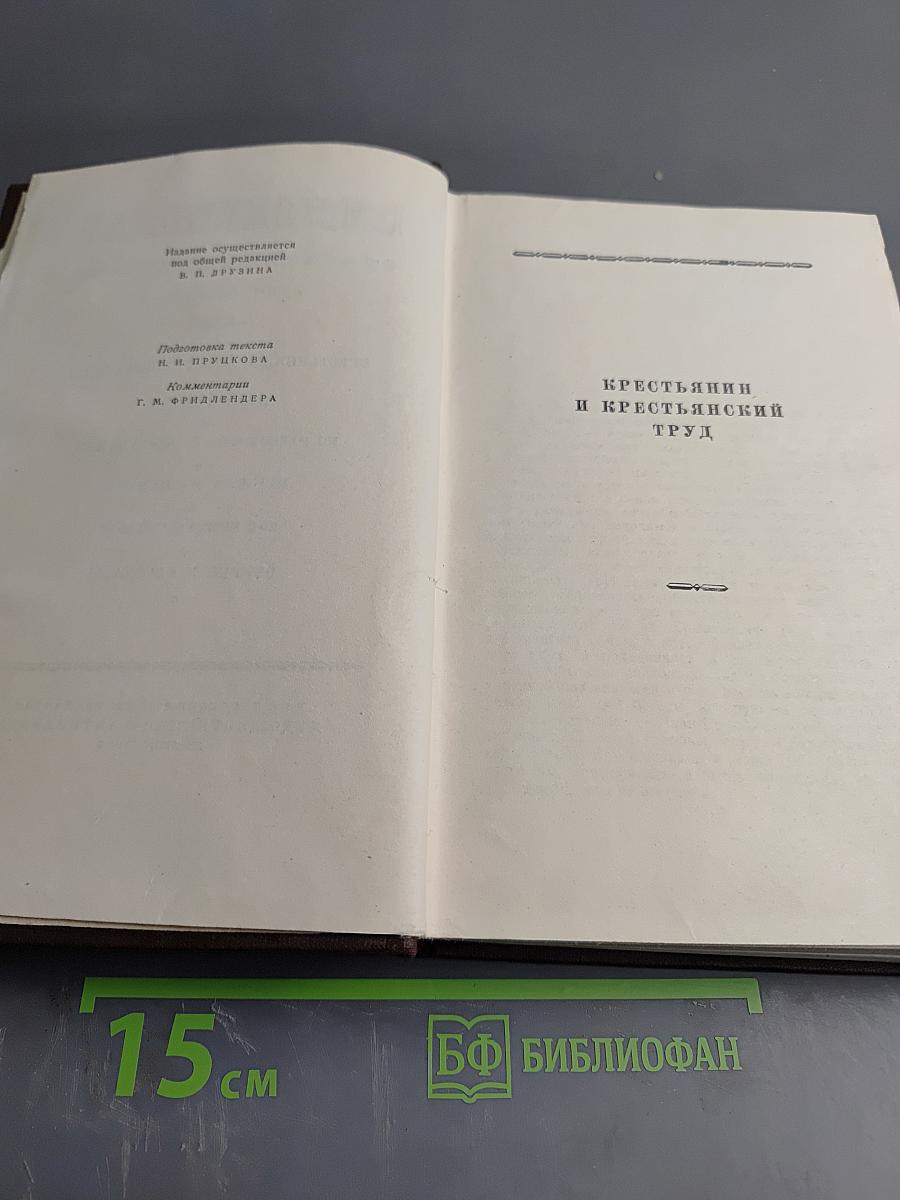 Издание осуществляется
под общей редакцией
В. П. ДРУЗИНА
Подготовка текста
Н. И. ПРУЦКОВА
Комментарии
Г. М. ФРИДЛЕНДЕРА
КРЕСТЬЯНИН
И КРЕСТЬЯНСКИЙ
ТРУД
15 см
БФ БИБЛИОФАН